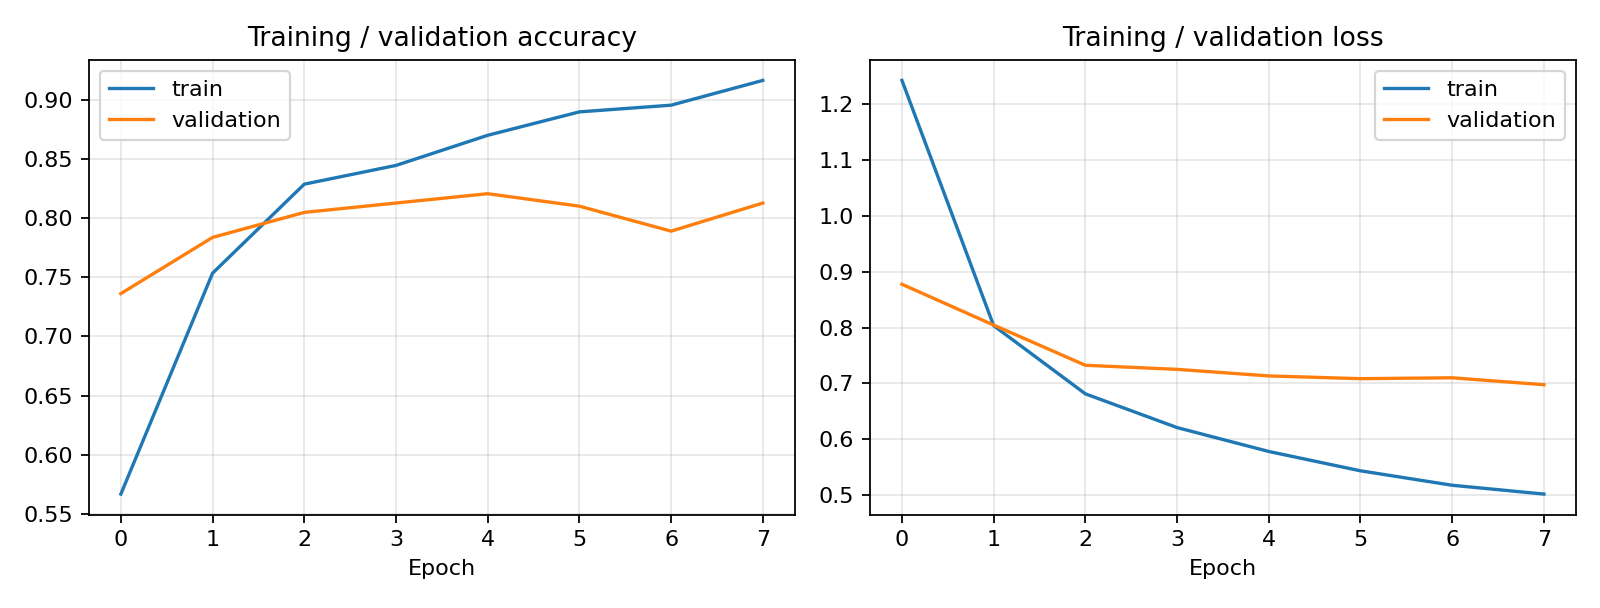 Training / validation accuracy
train
validation
0.90
0.85
0.80
0.75
0.70
0.65
0.60
0.55
0 1 2 3 4 5 6 7
Epoch
Training / validation loss
train
validation
1.2
1.1
1.0
0.9
0.8
0.7
0.6
0.5
0 1 2 3 4 5 6 7
Epoch